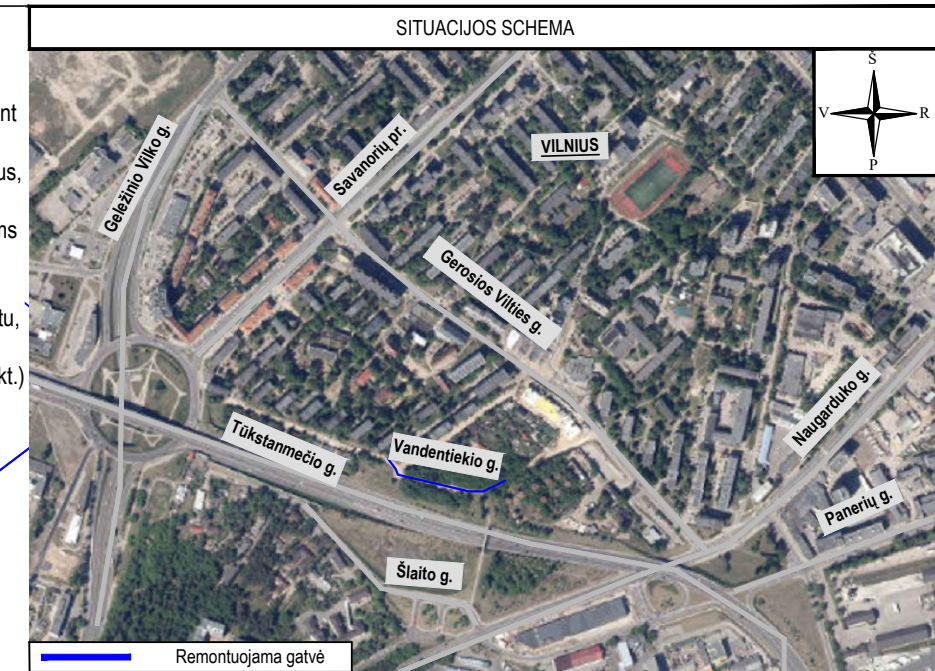 SITUACIJOS SCHEMA
nt
us,
ms
tu,
kt.)
Š
V
R
P
VILNIUS
Geležinio Vilko g.
Savanorių pr.
Gerosios Vilties g.
Naugarduko g.
Tūkstanmečio g.
Vandentiekio g.
Panerių g.
Šlaito g.
Remontuojama gatvė